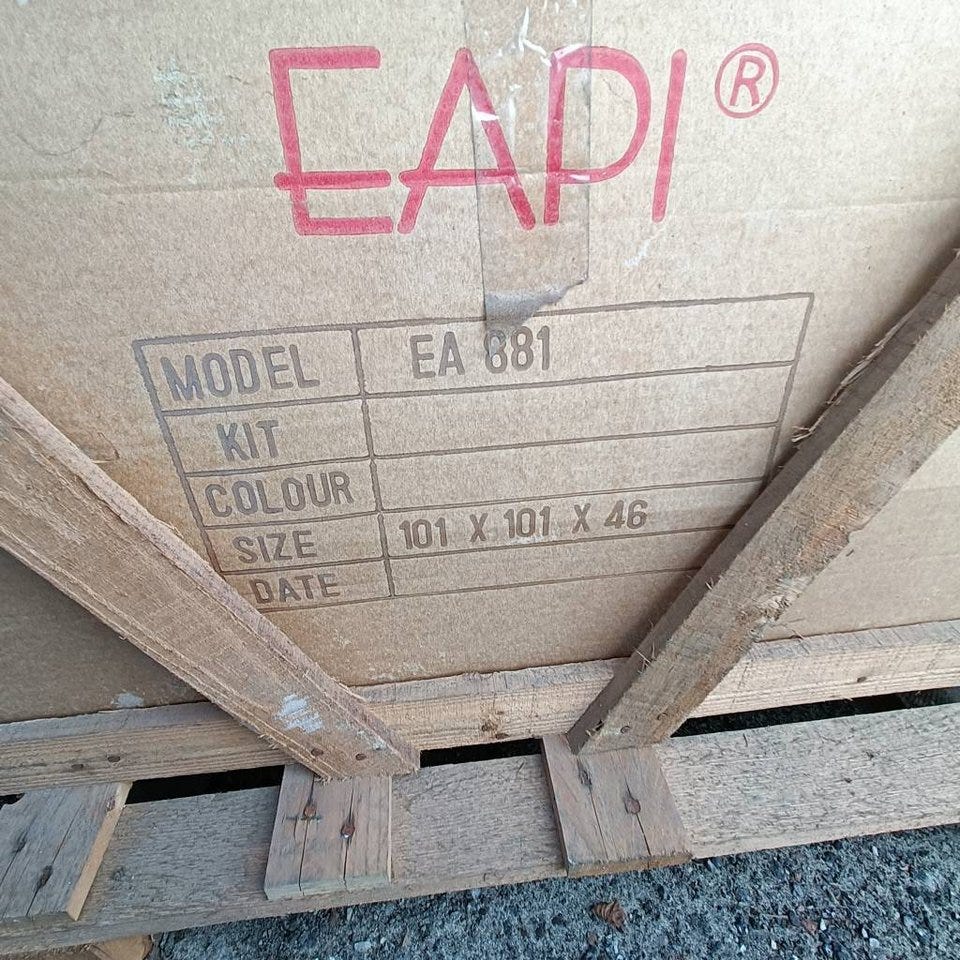 EAPI®
MODEL EA 881
KIT
COLOUR
SIZE 101 X 101 X 46
DATE